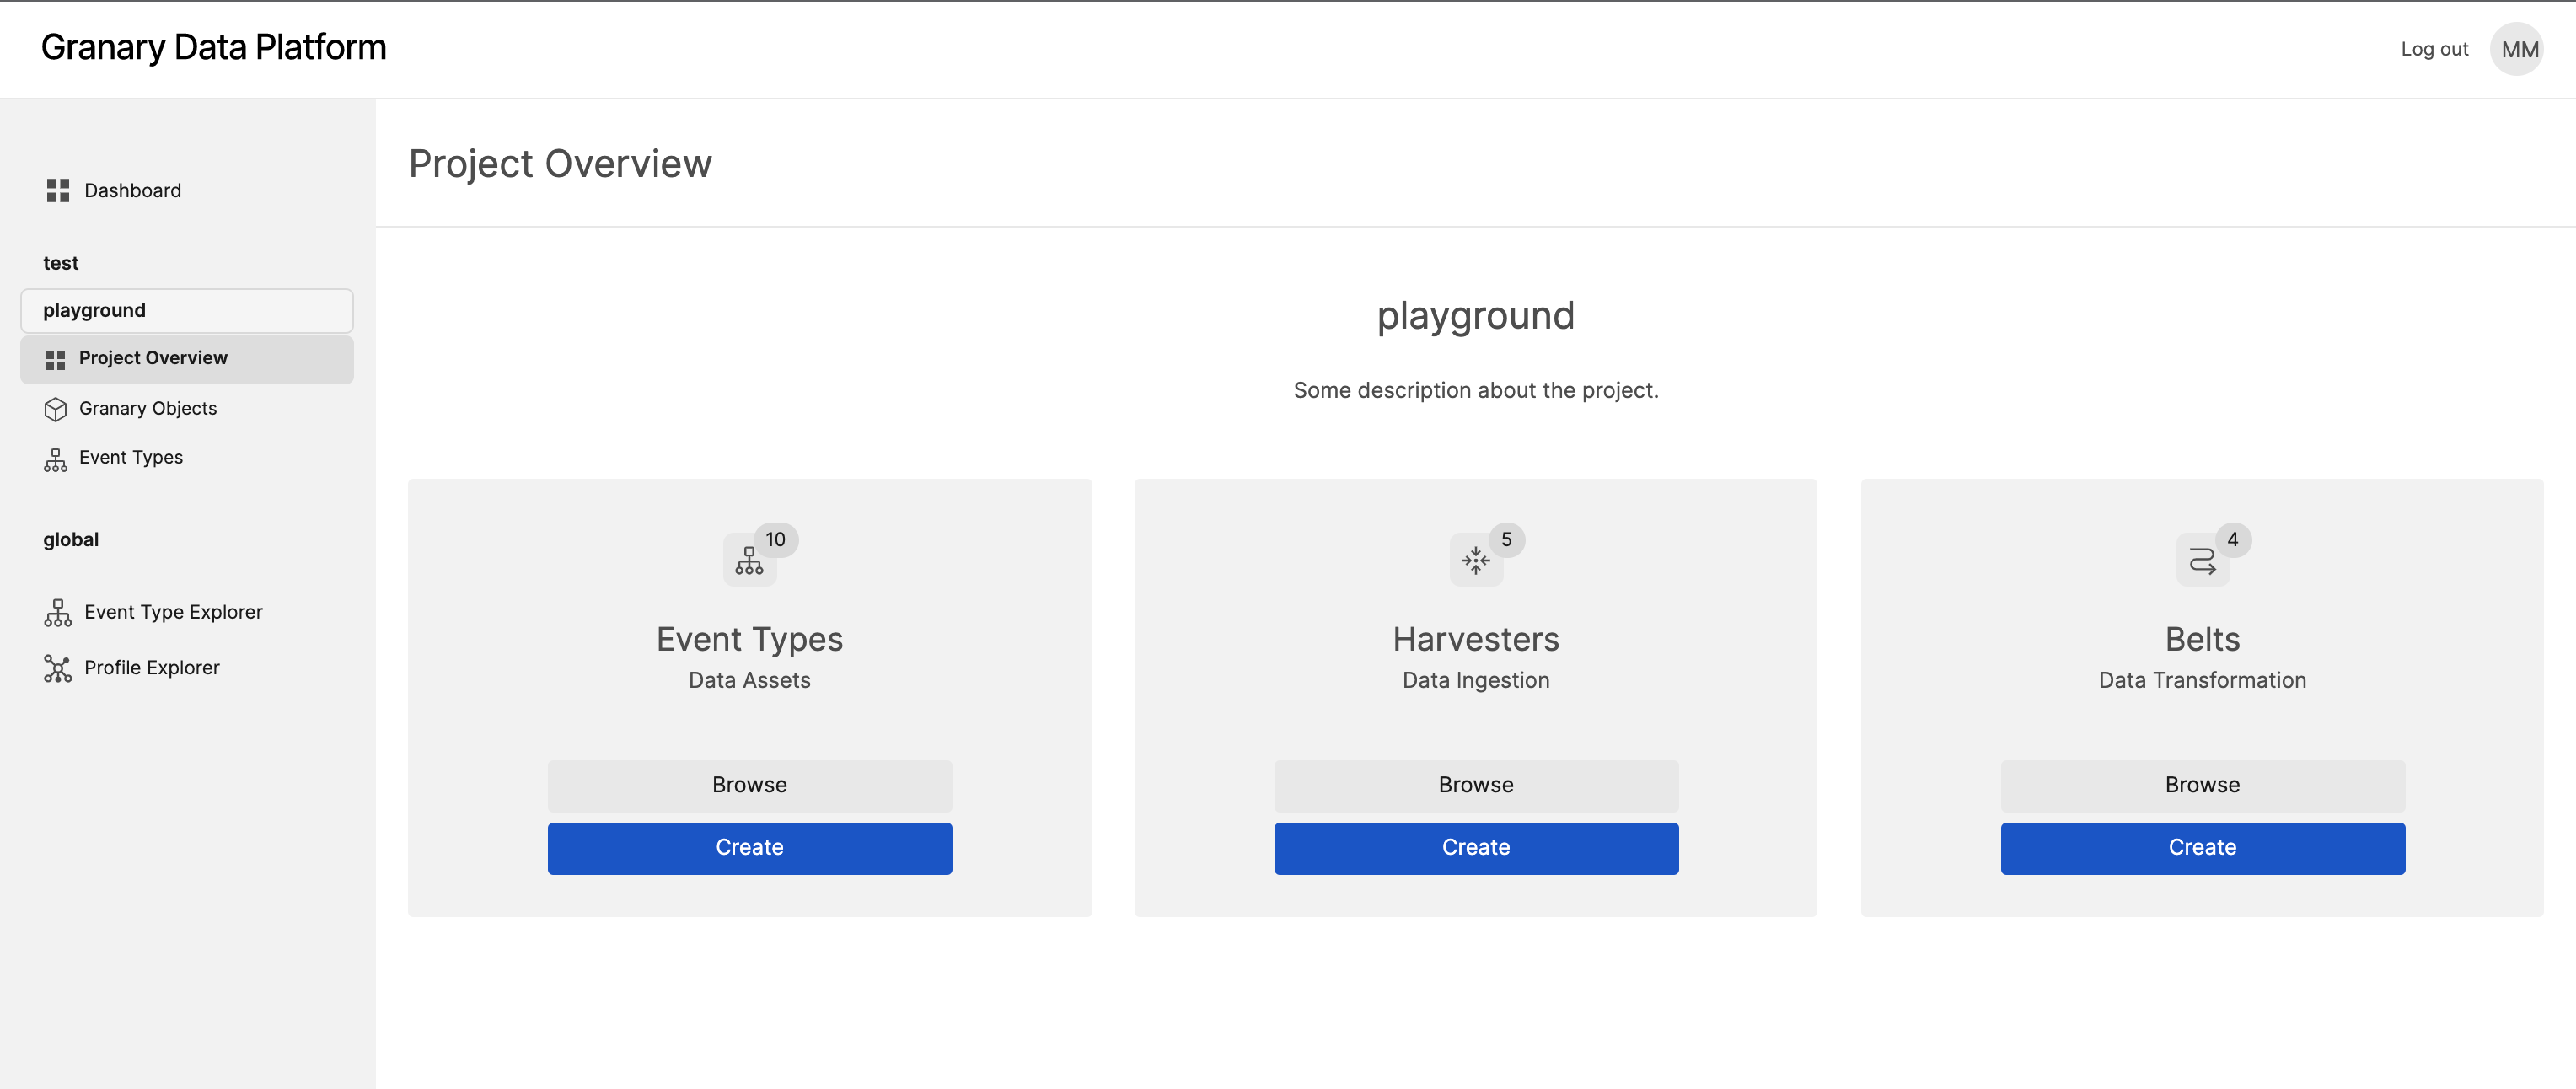 Granary Data Platform
Log out MM
Dashboard
test
playground
Project Overview
Granary Objects
Event Types
global
Event Type Explorer
Profile Explorer
Project Overview
playground
Some description about the project.
10
Event Types
Data Assets
Browse
Create
5
Harvesters
Data Ingestion
Browse
Create
4
Belts
Data Transformation
Browse
Create